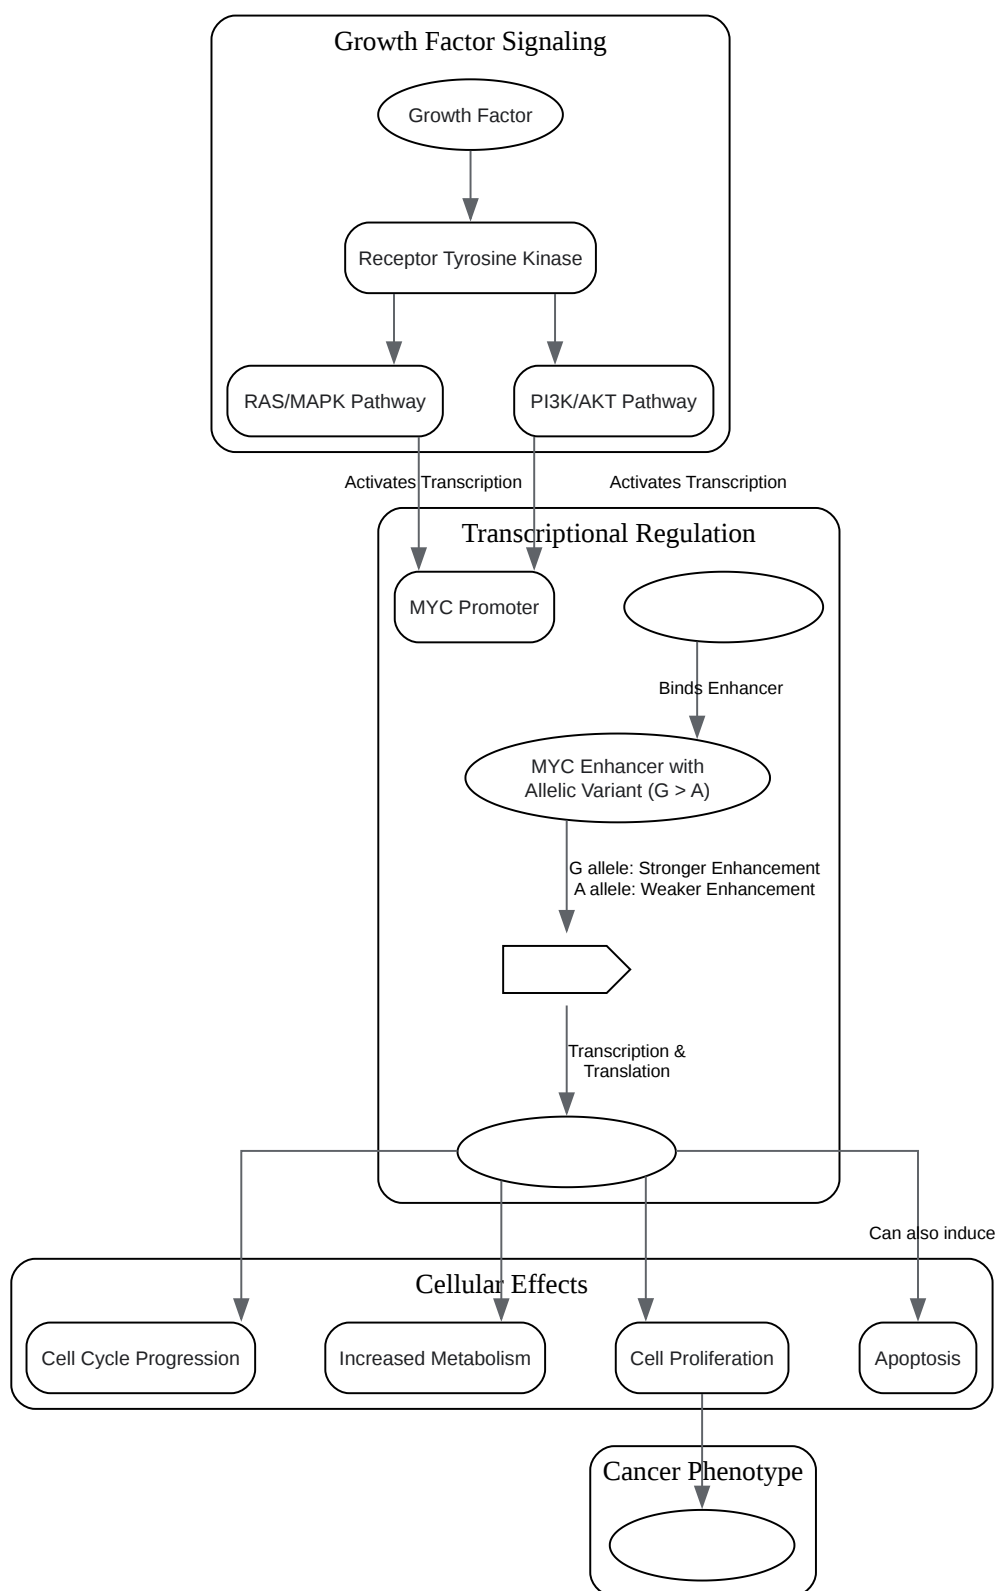 Growth Factor Signaling
Growth Factor
Receptor Tyrosine Kinase
RAS/MAPK Pathway
PI3K/AKT Pathway
Activates Transcription
Activates Transcription
Transcriptional Regulation
MYC Promoter
Binds Enhancer
MYC Enhancer with
Allelic Variant (G > A)
G allele: Stronger Enhancement
A allele: Weaker Enhancement
Transcription &
Translation
Can also induce
Cellular Effects
Cell Cycle Progression
Increased Metabolism
Cell Proliferation
Apoptosis
Cancer Phenotype